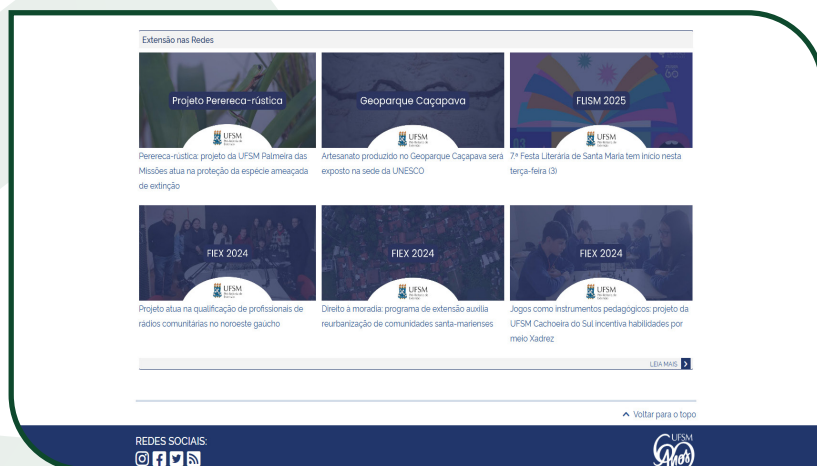 Extensão nas Redes
Projeto Perereca-rústica
UFSM
Perereca-rústica: projeto da UFSM Palmeira das
Missões atua na proteção da espécie ameaçada
de extinção
Geoparque Caçapava
UFSM
Artesanato produzido no Geoparque Caçapava será
exposto na sede da UNESCO
FLISM 2025
UFSM
7.ª Festa Literária de Santa Maria tem início nesta
terça-feira (3)
FIEX 2024
UFSM
Projeto atua na qualificação de profissionais de
rádios comunitárias no noroeste gaúcho
FIEX 2024
UFSM
Direito à moradia: programa de extensão auxilia
reurbanização de comunidades santa-marienses
FIEX 2024
UFSM
Jogos como instrumentos pedagógicos: projeto da
UFSM Cachoeira do Sul incentiva habilidades por
meio Xadrez
LEIA MAIS
Voltar para o topo
REDES SOCIAIS:
UFSM
60 Anos